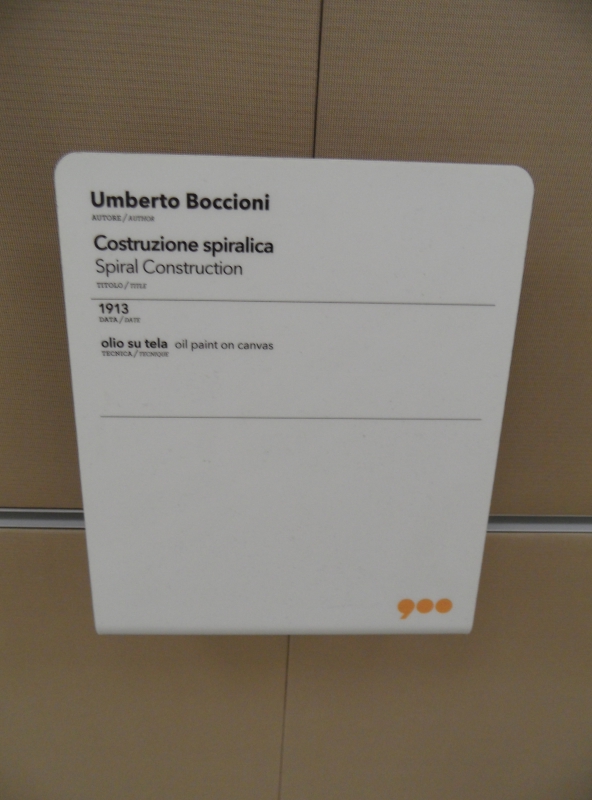 Umberto Boccioni
AUTORE/AUTHOR
Costruzione spiralica
Spiral Construction
TITOLO/TITLE
1913
DATA/DATE
olio su tela oil paint on canvas
TECNICA/TECNIQUE
900